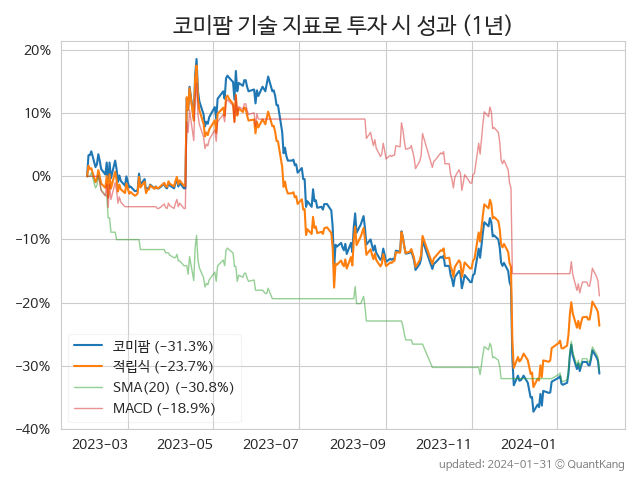 코미팜 기술 지표로 투자 시 성과 (1년)
20%
10%
0%
−10%
−20%
−30%
−40%
코미팜 (−31.3%)
적립식 (−23.7%)
SMA(20) (−30.8%)
MACD (−18.9%)
2023-03
2023-05
2023-07
2023-09
2023-11
2024-01
updated: 2024-01-31 © QuantKang